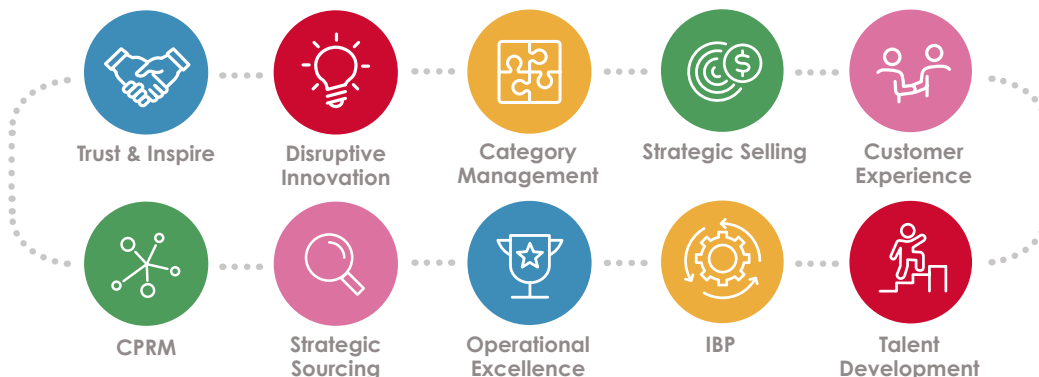 Trust & Inspire
Disruptive
Innovation
Category
Management
Strategic Selling
Customer
Experience
CPRM
Strategic
Sourcing
Operational
Excellence
IBP
Talent
Development
$